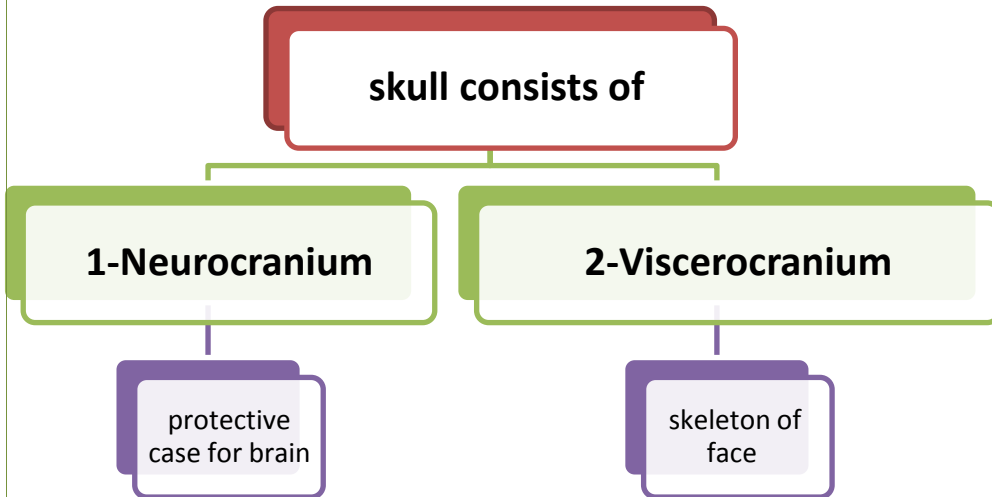 skull consists of
1-Neurocranium
2-Viscerocranium
protective
case for brain
skeleton of
face